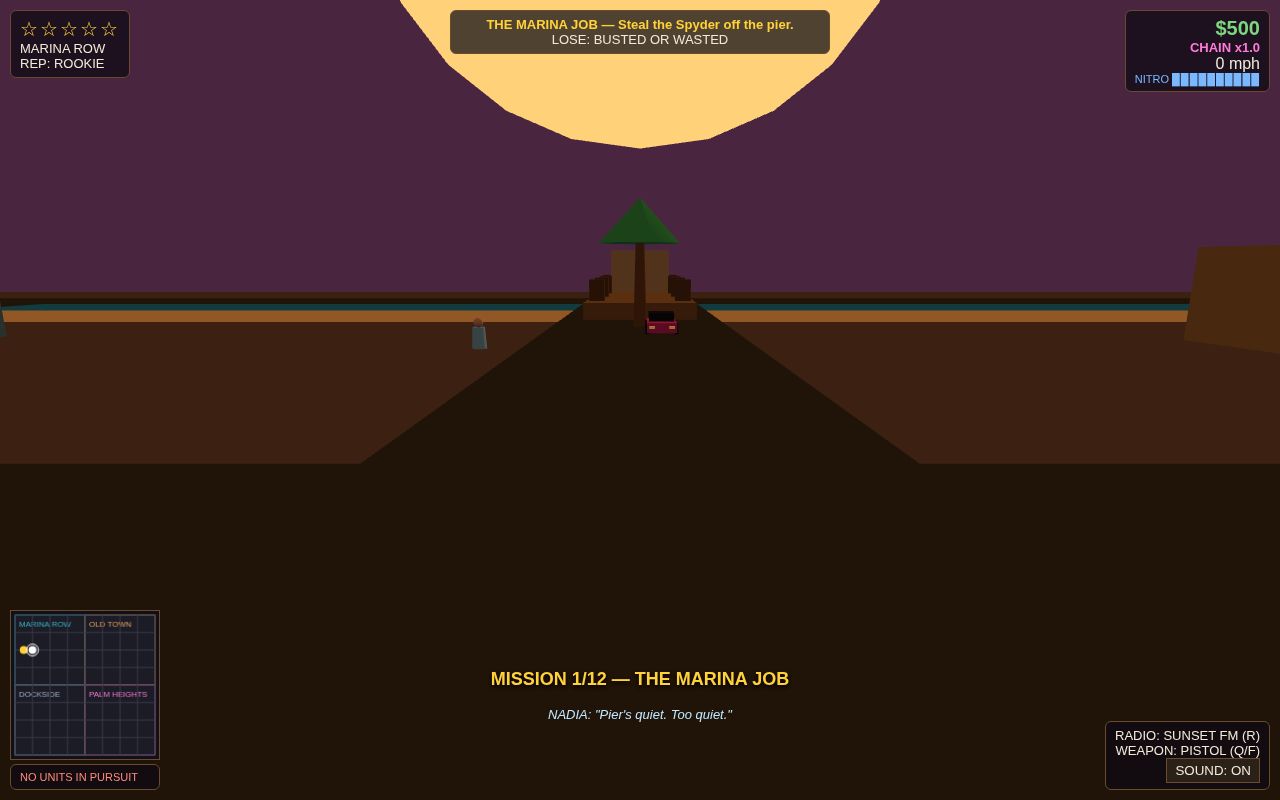 ☆☆☆☆☆
MARINA ROW
REP: ROOKIE
THE MARINA JOB — Steal the Spyder off the pier.
LOSE: BUSTED OR WASTED
$500
CHAIN x1.0
0 mph
NITRO ██████████
MARINA ROW OLD TOWN
DOCKSIDE PALM HEIGHTS
NO UNITS IN PURSUIT
MISSION 1/12 — THE MARINA JOB
NADIA: "Pier's quiet. Too quiet."
RADIO: SUNSET FM (R)
WEAPON: PISTOL (Q/F)
SOUND: ON